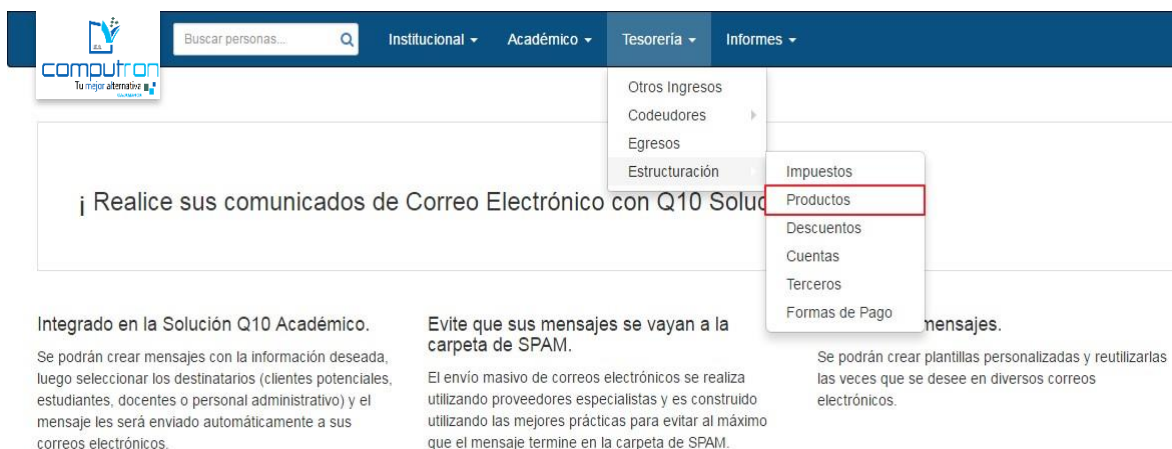 computron
Tu mejor alternativa
Buscar personas...
Institucional
Académico
Tesorería
Informes
Otros Ingresos
Codeudores
Egresos
Estructuración
Impuestos
Productos
Descuentos
Cuentas
Terceros
Formas de Pago
¡ Realice sus comunicados de Correo Electrónico con Q10 Soluc
Integrado en la Solución Q10 Académico.
Se podrán crear mensajes con la información deseada,
luego seleccionar los destinatarios (clientes potenciales,
estudiantes, docentes o personal administrativo) y el
mensaje les será enviado automáticamente a sus
correos electrónicos.
Evite que sus mensajes se vayan a la
carpeta de SPAM.
El envío masivo de correos electrónicos se realiza
utilizando proveedores especialistas y es construido
utilizando las mejores prácticas para evitar al máximo
que el mensaje termine en la carpeta de SPAM.
mensajes.
Se podrán crear plantillas personalizadas y reutilizarlas
las veces que se desee en diversos correos
electrónicos.